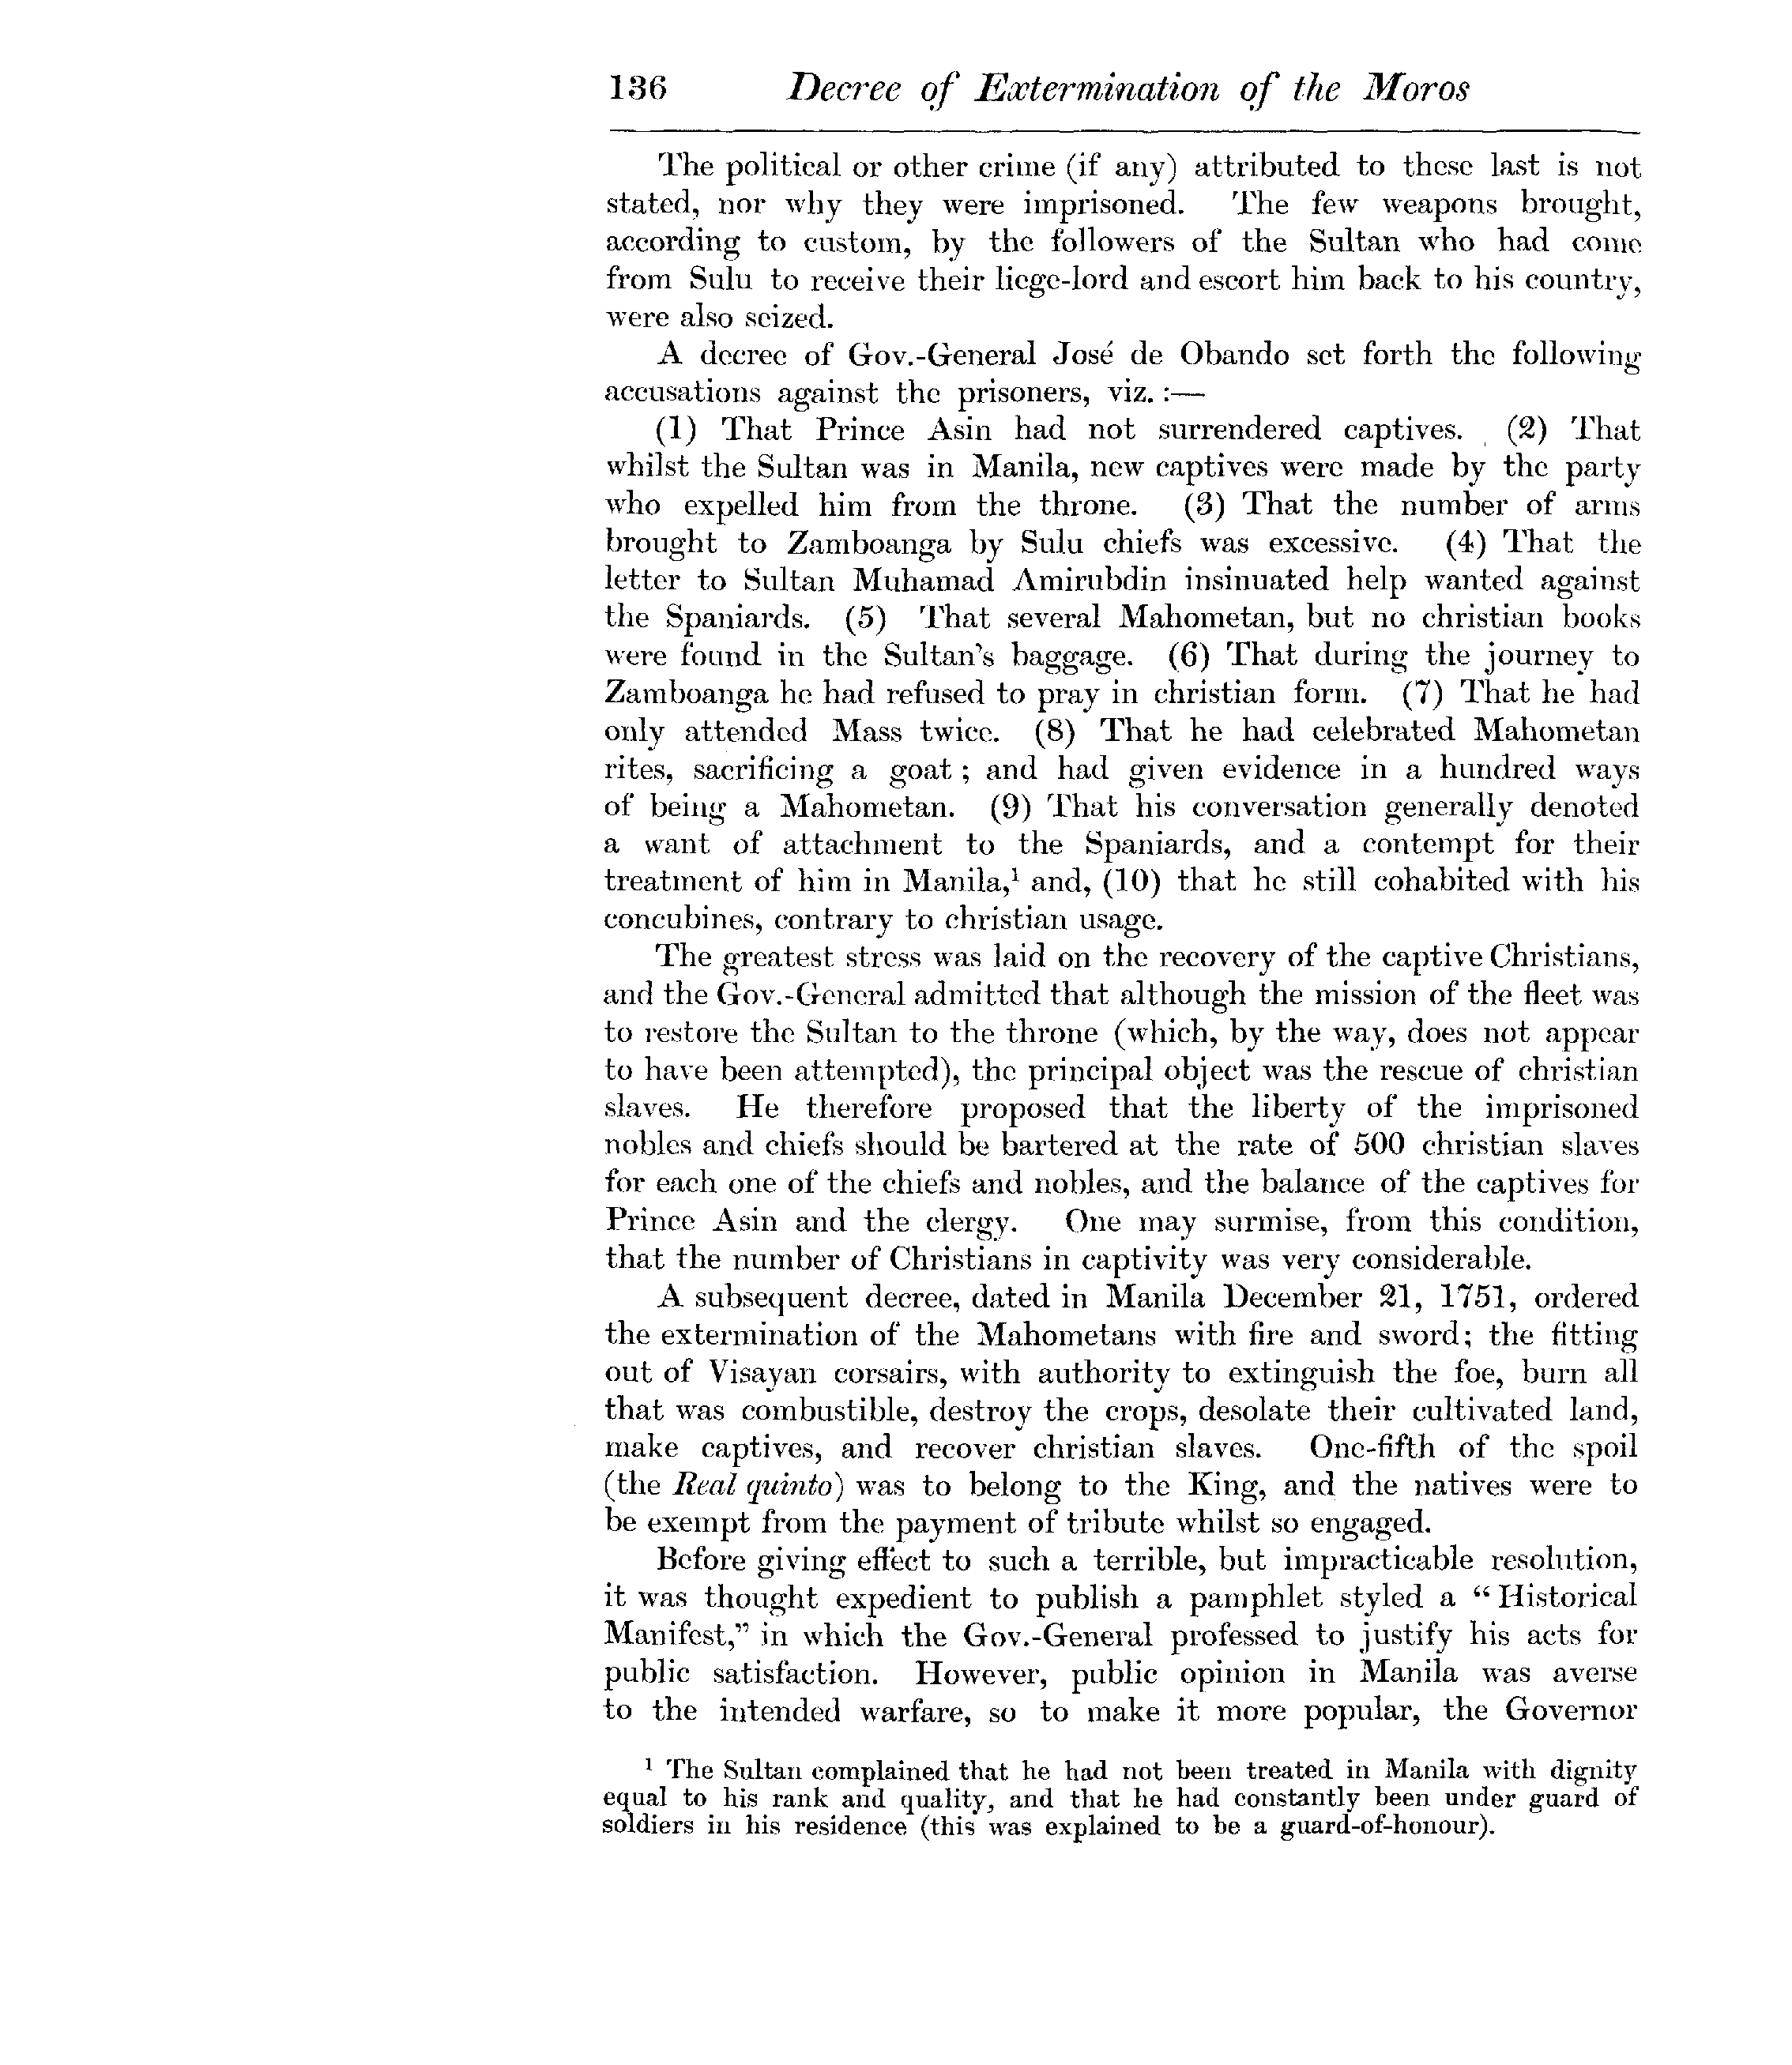 136 Decree of Extermination of the Moros
The political or other crime (if any) attributed to these last is not
stated, nor why they were imprisoned. The few weapons brought,
according to custom, by the followers of the Sultan who had come
from Sulu to receive their liege-lord and escort him back to his country,
were also seized.
A decree of Gov.-General José de Obando set forth the following
accusations against the prisoners, viz. :—
(1) That Prince Asin had not surrendered captives. (2) That
whilst the Sultan was in Manila, new captives were made by the party
who expelled him from the throne. (3) That the number of arms
brought to Zamboanga by Sulu chiefs was excessive. (4) That the
letter to Sultan Muhamad Amirubdin insinuated help wanted against
the Spaniards. (5) That several Mahometan, but no christian books
were found in the Sultan's baggage. (6) That during the journey to
Zamboanga he had refused to pray in christian form. (7) That he had
only attended Mass twice. (8) That he had celebrated Mahometan
rites, sacrificing a goat ; and had given evidence in a hundred ways
of being a Mahometan. (9) That his conversation generally denoted
a want of attachment to the Spaniards, and a contempt for their
treatment of him in Manila,¹ and, (10) that he still cohabited with his
concubines, contrary to christian usage.
The greatest stress was laid on the recovery of the captive Christians,
and the Gov.-General admitted that although the mission of the fleet was
to restore the Sultan to the throne (which, by the way, does not appear
to have been attempted), the principal object was the rescue of christian
slaves. He therefore proposed that the liberty of the imprisoned
nobles and chiefs should be bartered at the rate of 500 christian slaves
for each one of the chiefs and nobles, and the balance of the captives for
Prince Asin and the clergy. One may surmise, from this condition,
that the number of Christians in captivity was very considerable.
A subsequent decree, dated in Manila December 21, 1751, ordered
the extermination of the Mahometans with fire and sword; the fitting
out of Visayan corsairs, with authority to extinguish the foe, burn all
that was combustible, destroy the crops, desolate their cultivated land,
make captives, and recover christian slaves. One-fifth of the spoil
(the Real quinto) was to belong to the King, and the natives were to
be exempt from the payment of tribute whilst so engaged.
Before giving effect to such a terrible, but impracticable resolution,
it was thought expedient to publish a pamphlet styled a “ Historical
Manifest,” in which the Gov.-General professed to justify his acts for
public satisfaction. However, public opinion in Manila was averse
to the intended warfare, so to make it more popular, the Governor
¹ The Sultan complained that he had not been treated in Manila with dignity
equal to his rank and quality, and that he had constantly been under guard of
soldiers in his residence (this was explained to be a guard-of-honour).